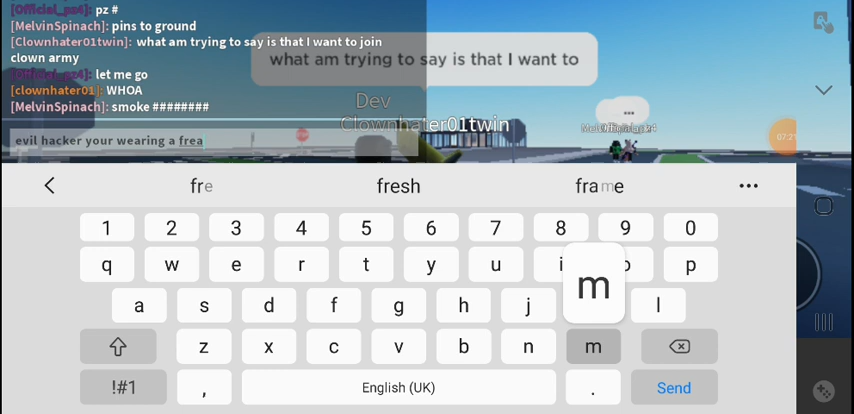 [Official_pz4]: pz #
[MelvinSpinach]: pins to ground
[Clownhater01twin]: what am trying to say is that I want to join
clown army
[Official_pz4]: let me go
[clownhater01]: WHOA
[MelvinSpinach]: smoke ########
what am trying to say is that I want to
Dev
Clownhater01twin
...
evil hacker your wearing a frea
07:21
fre
fresh
frame
1 2 3 4 5 6 7 8 9 0
q w e r t y u i o p
a s d f g h j l
m
z x c v b n m
!#1 , English (UK) . Send